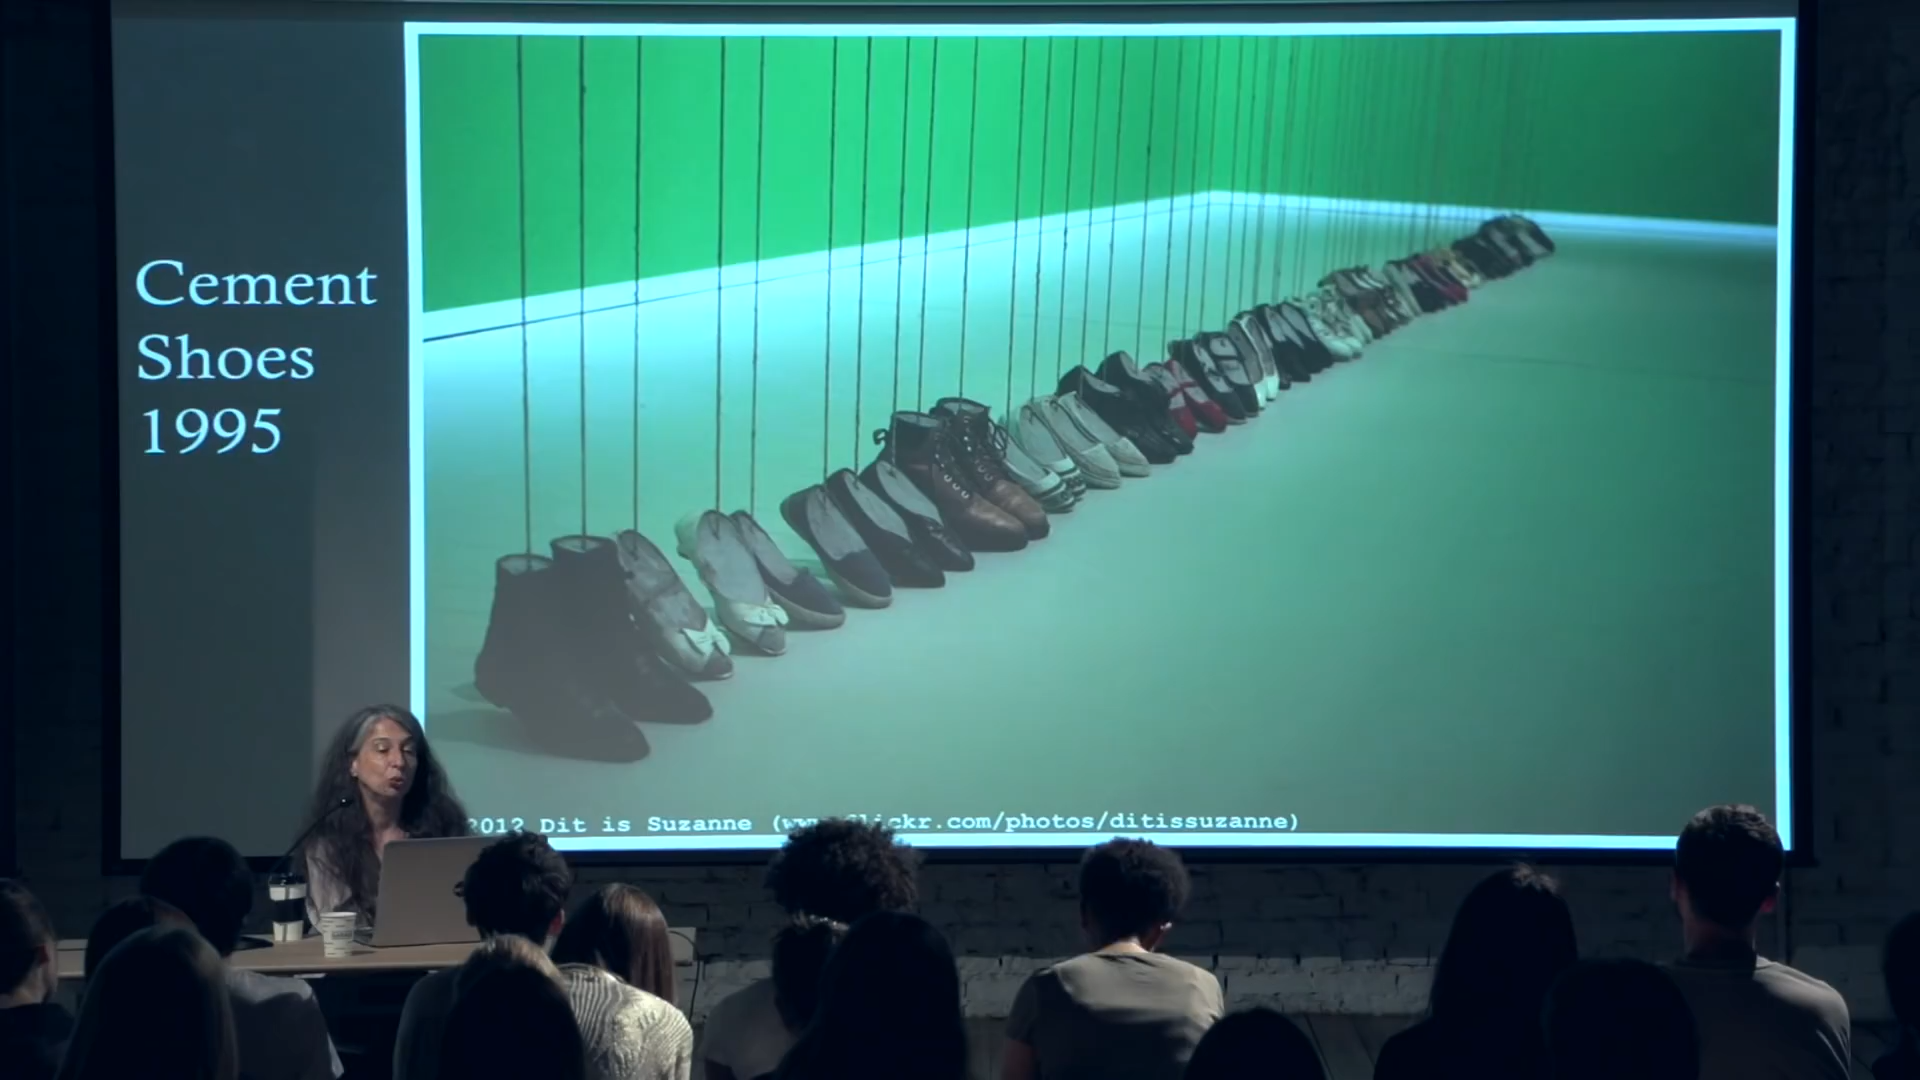 Cement
Shoes
1995
2012 Dit is Suzanne (www.flickr.com/photos/ditissuzanne)